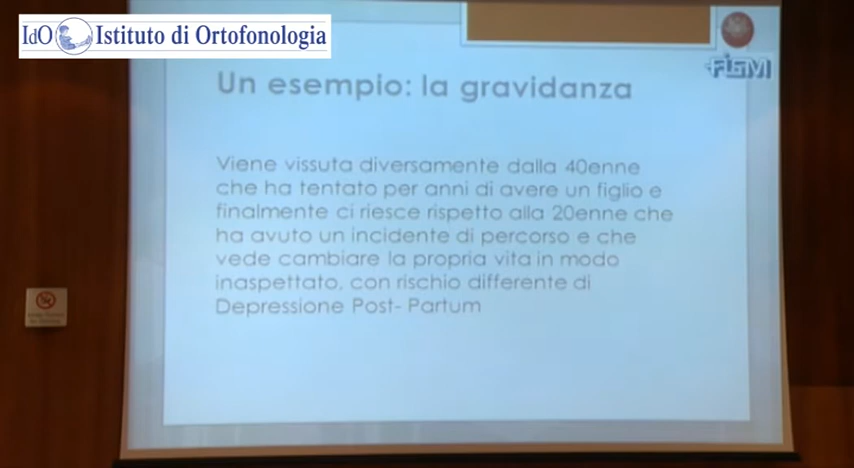 IdO Istituto di Ortofonologia
FISM
Un esempio: la gravidanza
Viene vissuta diversamente dalla 40enne
che ha tentato per anni di avere un figlio e
finalmente ci riesce rispetto alla 20enne che
ha avuto un incidente di percorso e che
vede cambiare la propria vita in modo
inaspettato, con rischio differente di
Depressione Post- Partum